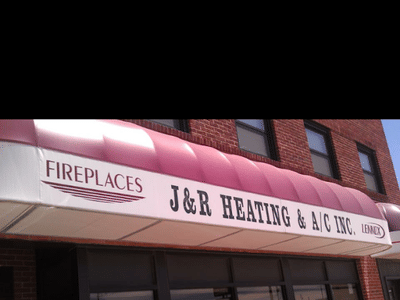 FIREPLACES
J&R HEATING & A/C INC.
LENNOX